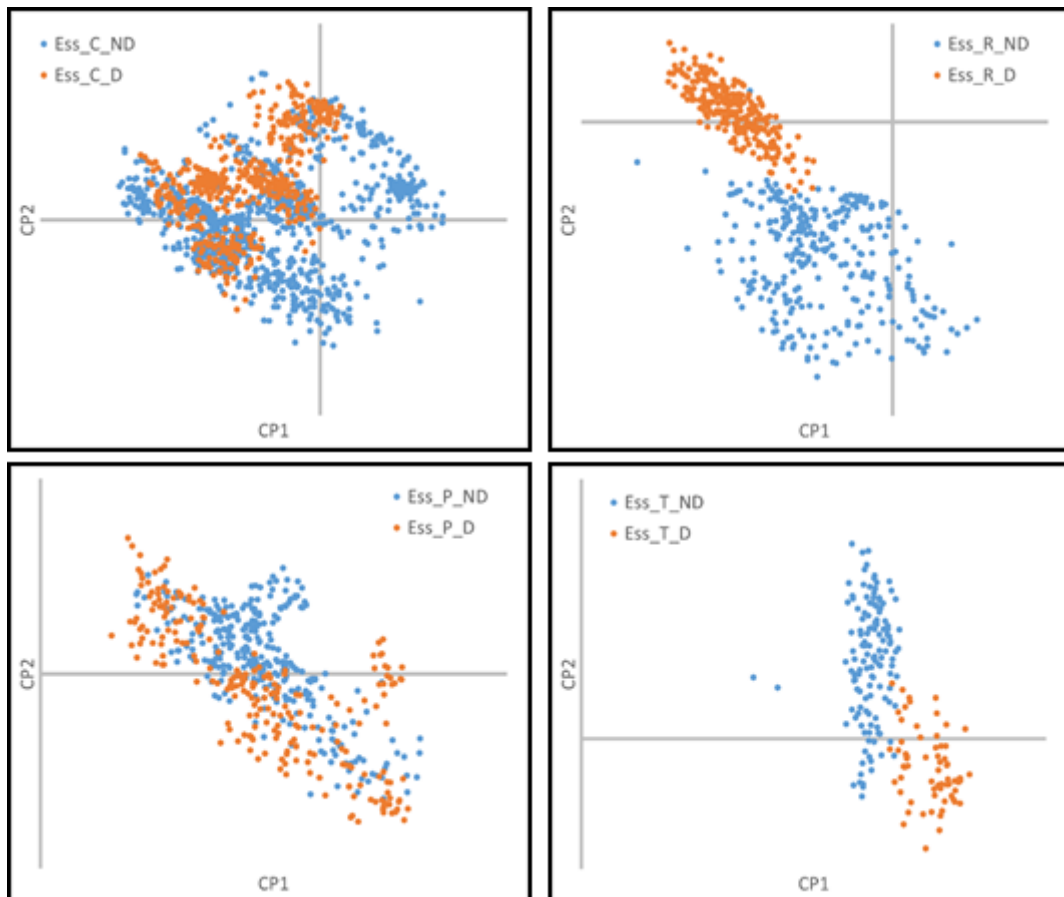 Ess_C_ND
Ess_C_D
CP2
CP1
Ess_R_ND
Ess_R_D
CP2
CP1
Ess_P_ND
Ess_P_D
CP2
CP1
Ess_T_ND
Ess_T_D
CP2
CP1